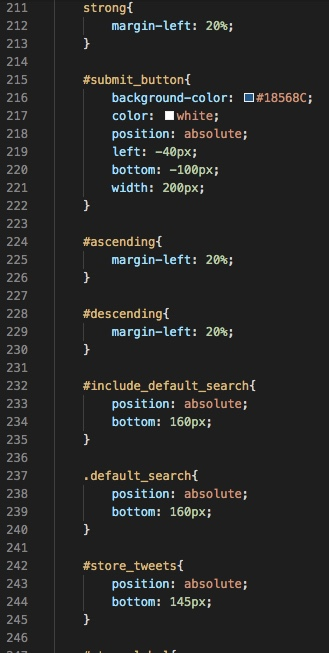 211 strong{
212 margin-left: 20%;
213 }
214
215 #submit_button{
216 background-color: #18568C;
217 color: white;
218 position: absolute;
219 left: -40px;
220 bottom: -100px;
221 width: 200px;
222 }
223
224 #ascending{
225 margin-left: 20%;
226 }
227
228 #descending{
229 margin-left: 20%;
230 }
231
232 #include_default_search{
233 position: absolute;
234 bottom: 160px;
235 }
236
237 .default_search{
238 position: absolute;
239 bottom: 160px;
240 }
241
242 #store_tweets{
243 position: absolute;
244 bottom: 145px;
245 }
246